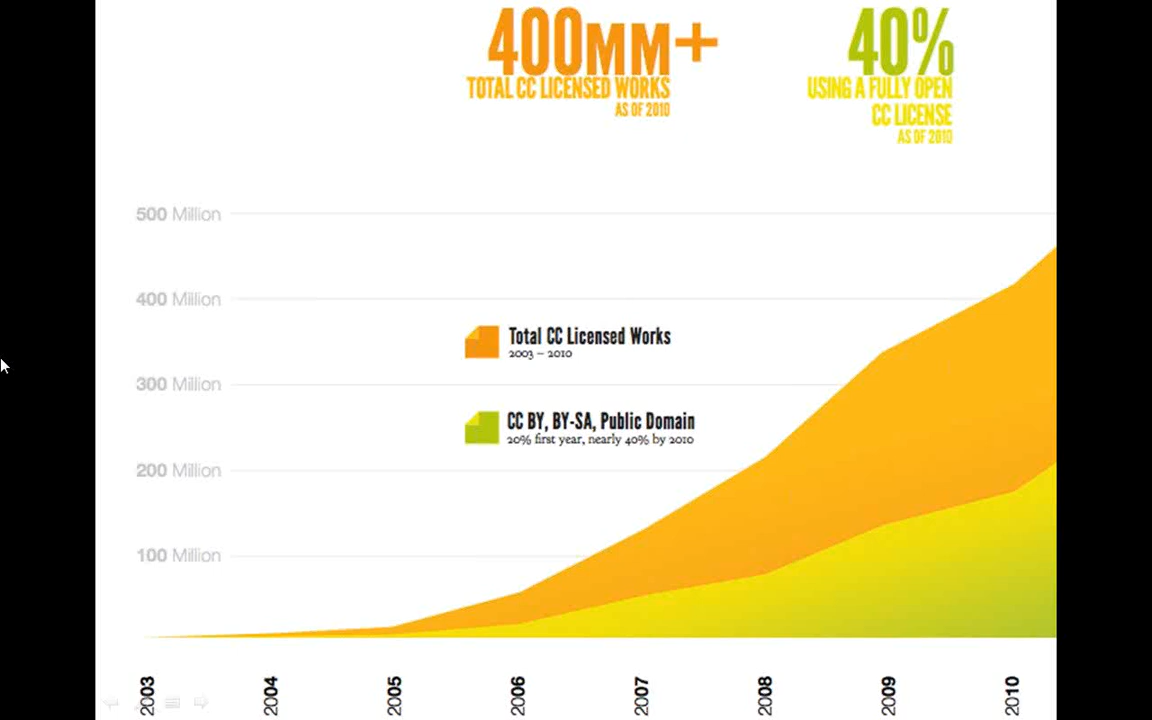 400MM+
TOTAL CC LICENSED WORKS
AS OF 2010
40%
USING A FULLY OPEN
CC LICENSE
AS OF 2010
500 Million
400 Million
Total CC Licensed Works
2003 – 2010
300 Million
CC BY, BY-SA, Public Domain
20% first year, nearly 40% by 2010
200 Million
100 Million
2003
2004
2005
2006
2007
2008
2009
2010